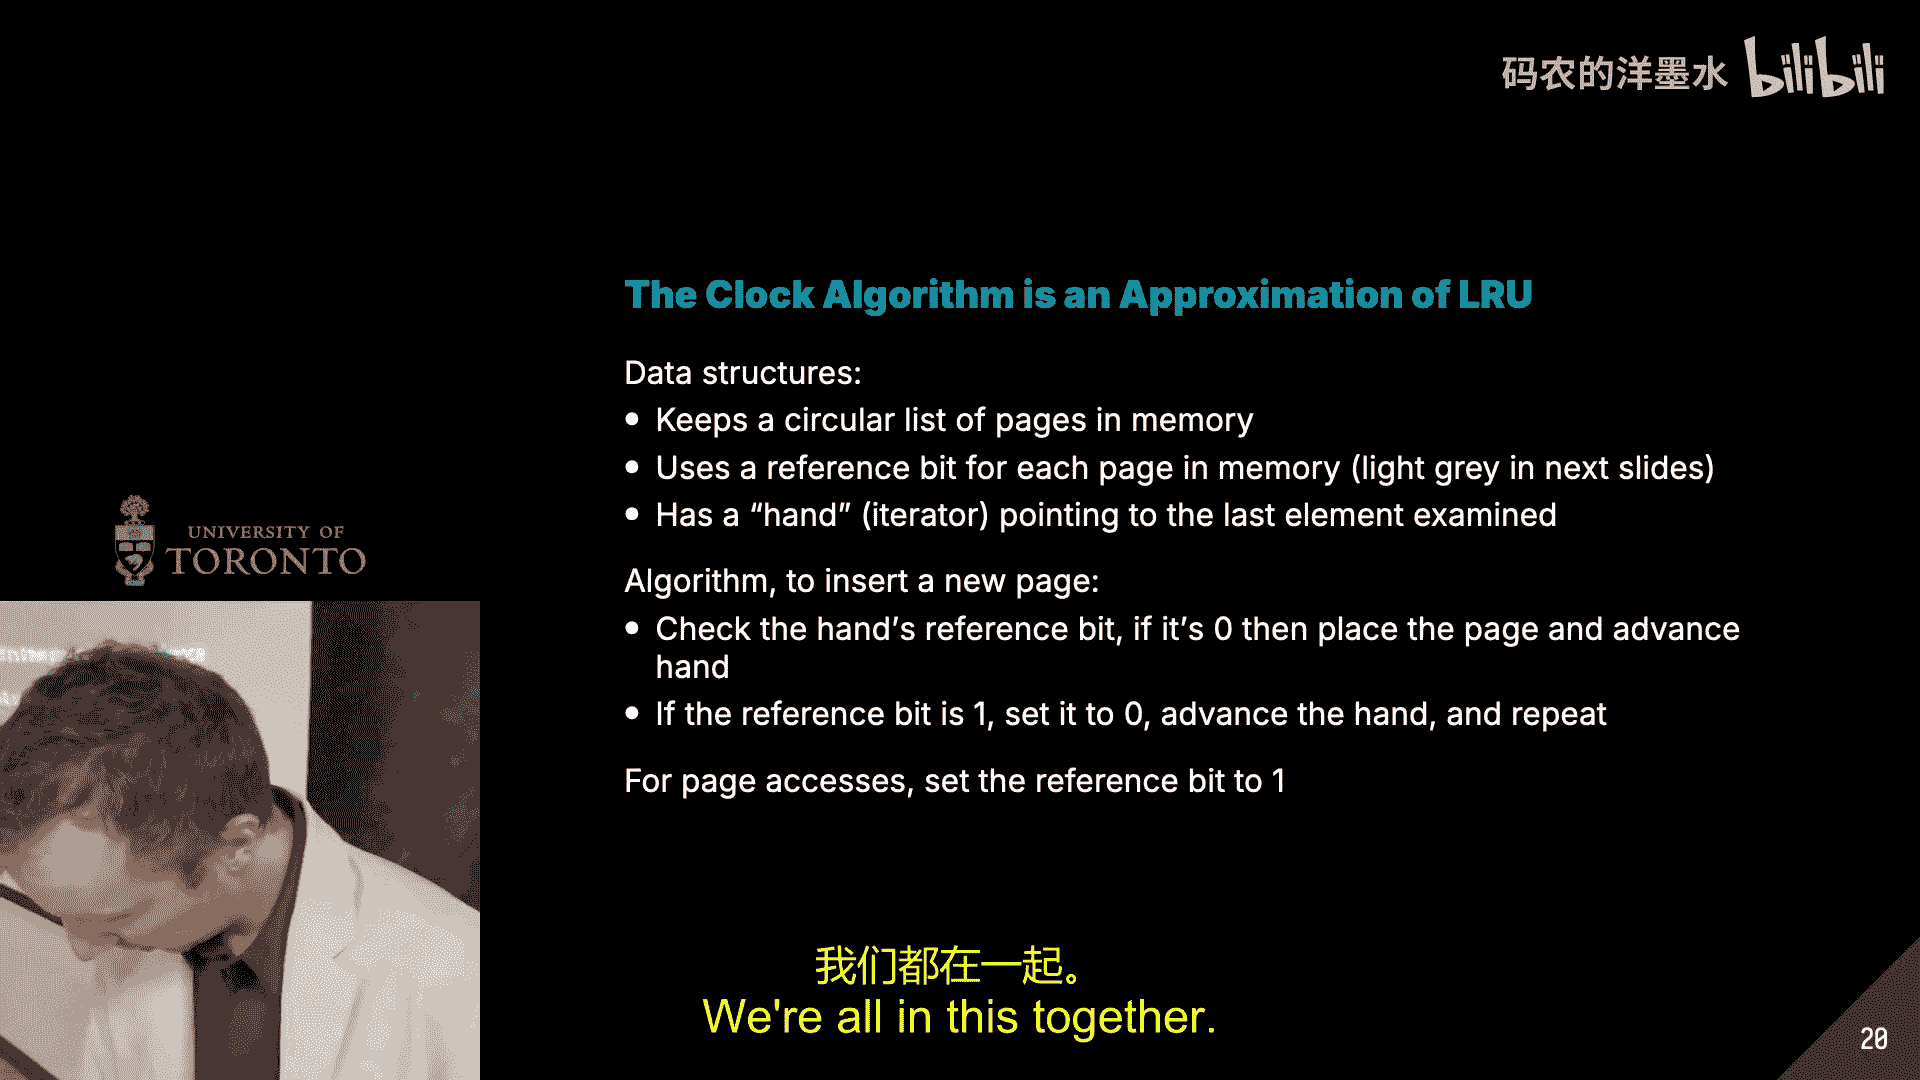 码农的洋墨水 bilibili
The Clock Algorithm is an Approximation of LRU
Data structures:
• Keeps a circular list of pages in memory
• Uses a reference bit for each page in memory (light grey in next slides)
• Has a “hand” (iterator) pointing to the last element examined
UNIVERSITY OF
TORONTO
Algorithm, to insert a new page:
• Check the hand’s reference bit, if it’s 0 then place the page and advance
hand
• If the reference bit is 1, set it to 0, advance the hand, and repeat
For page accesses, set the reference bit to 1
我们都在一起。
We're all in this together.
20